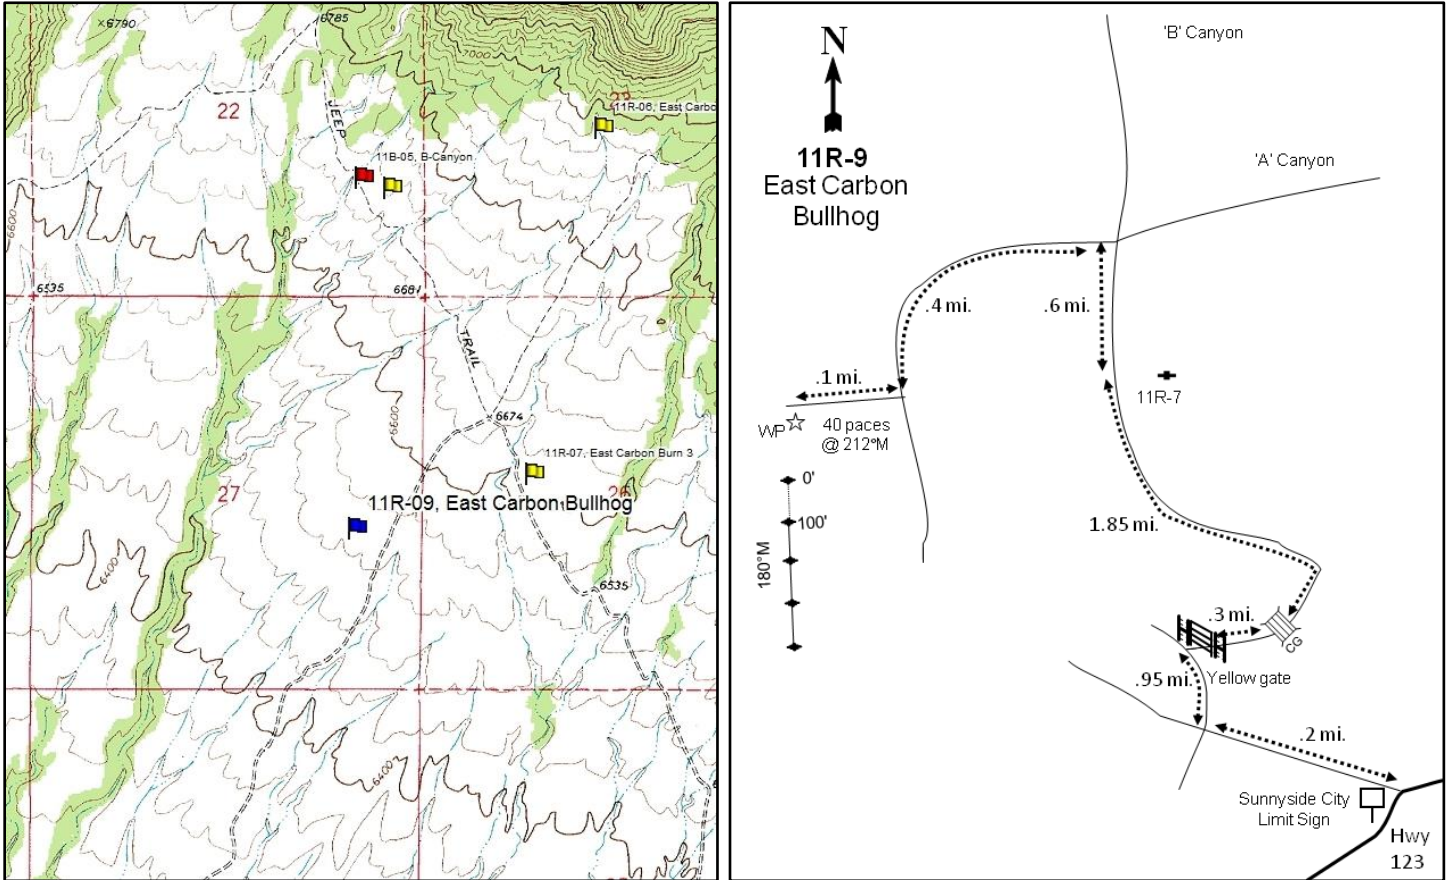 ×6790
6785
7000
23
11R-06, East Carbo
22
JEEP
11B-05, B-Canyon
6600
6535
6681
TRAIL
6600
6674
11R-07, East Carbon Burn 3
27
26
11R-09, East Carbon Bullhog
6400
6535
6400
N
11R-9
East Carbon
Bullhog
'B' Canyon
'A' Canyon
.4 mi.
.6 mi.
.1 mi.
11R-7
WP
40 paces
@ 212°M
0'
100'
180°M
1.85 mi.
.3 mi.
CG
.95 mi.
Yellow gate
.2 mi.
Sunnyside City
Limit Sign
Hwy
123